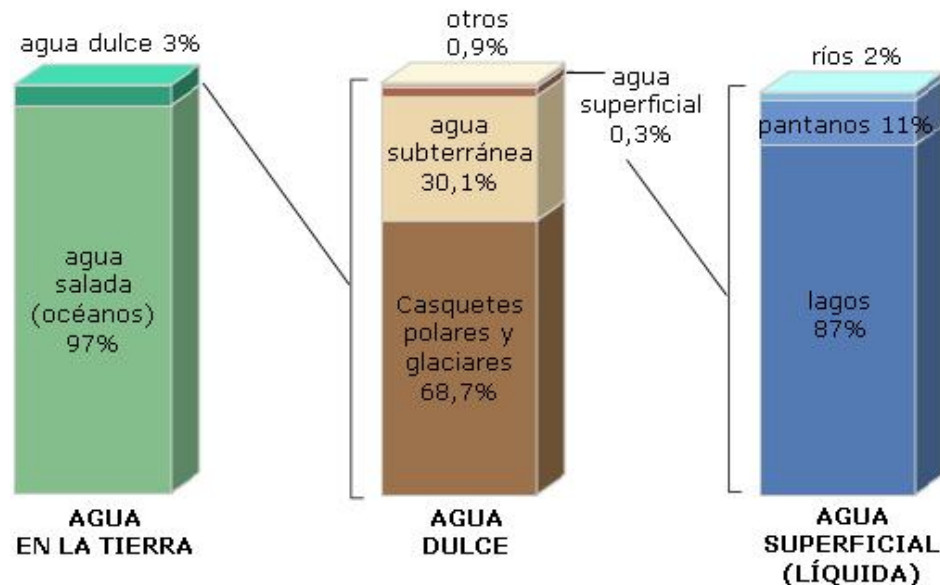 agua dulce 3%
agua
salada
(océanos)
97%
AGUA
EN LA TIERRA
otros
0,9%
agua
superficial
0,3%
agua
subterránea
30,1%
Casquetes
polares y
glaciares
68,7%
AGUA
DULCE
ríos 2%
pantanos 11%
lagos
87%
AGUA
SUPERFICIAL
(LÍQUIDA)